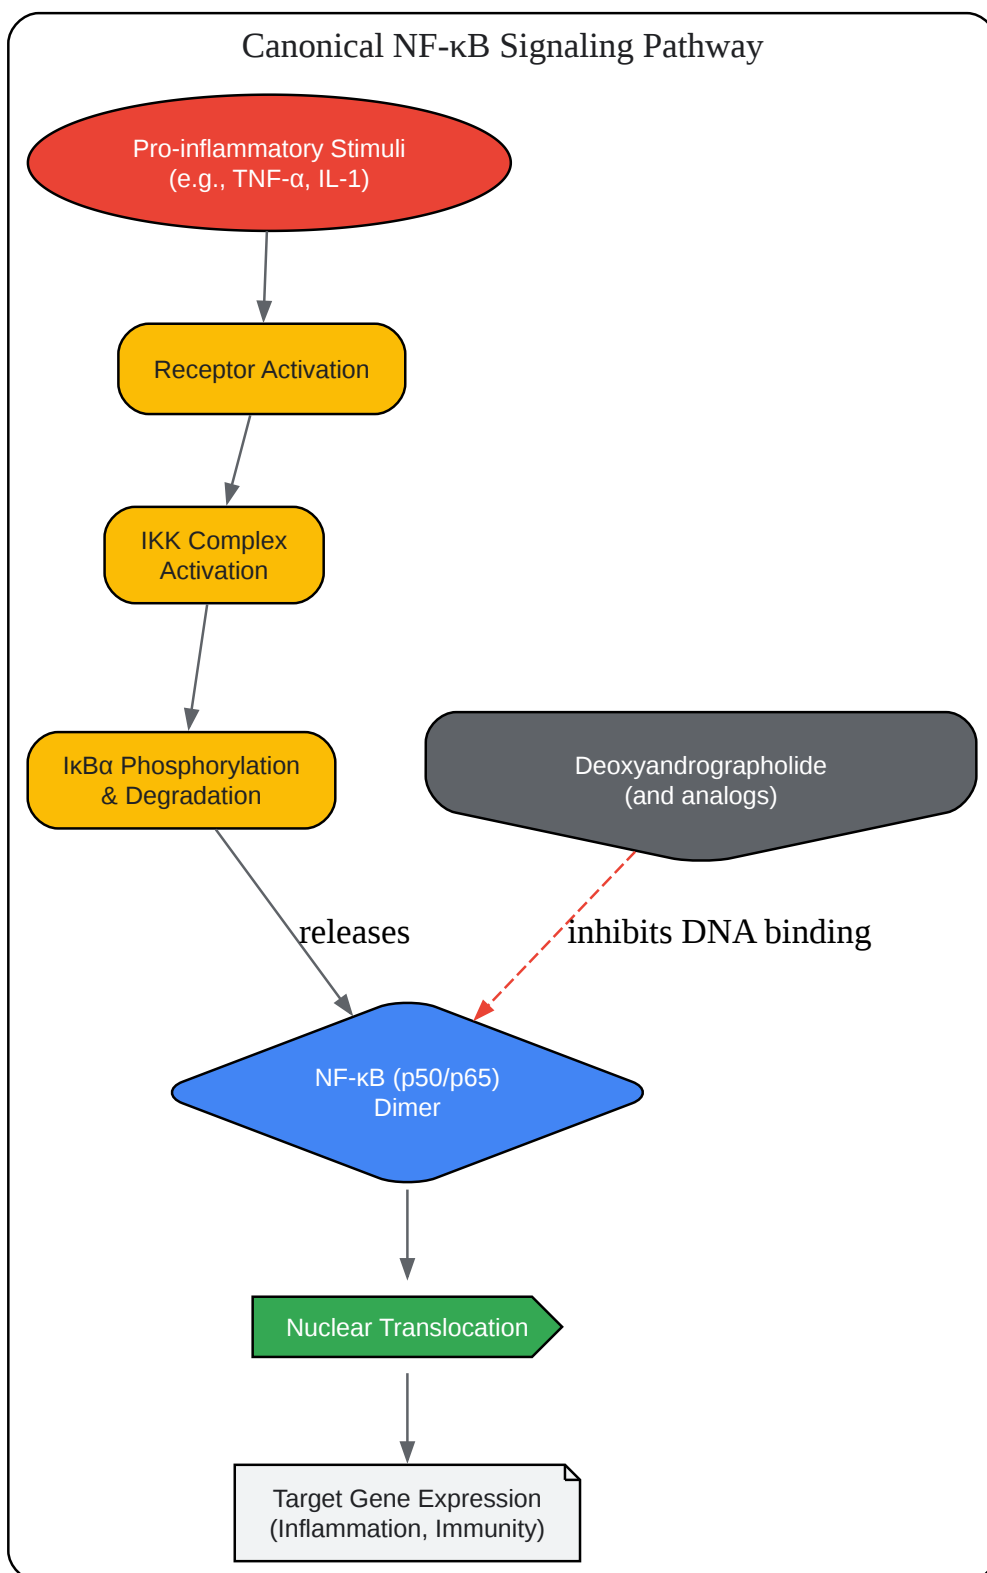 Canonical NF-κB Signaling Pathway
Pro-inflammatory Stimuli
(e.g., TNF-α, IL-1)
Receptor Activation
IKK Complex
Activation
IκBα Phosphorylation
& Degradation
Deoxyandrographolide
(and analogs)
releases
inhibits DNA binding
NF-κB (p50/p65)
Dimer
Nuclear Translocation
Target Gene Expression
(Inflammation, Immunity)